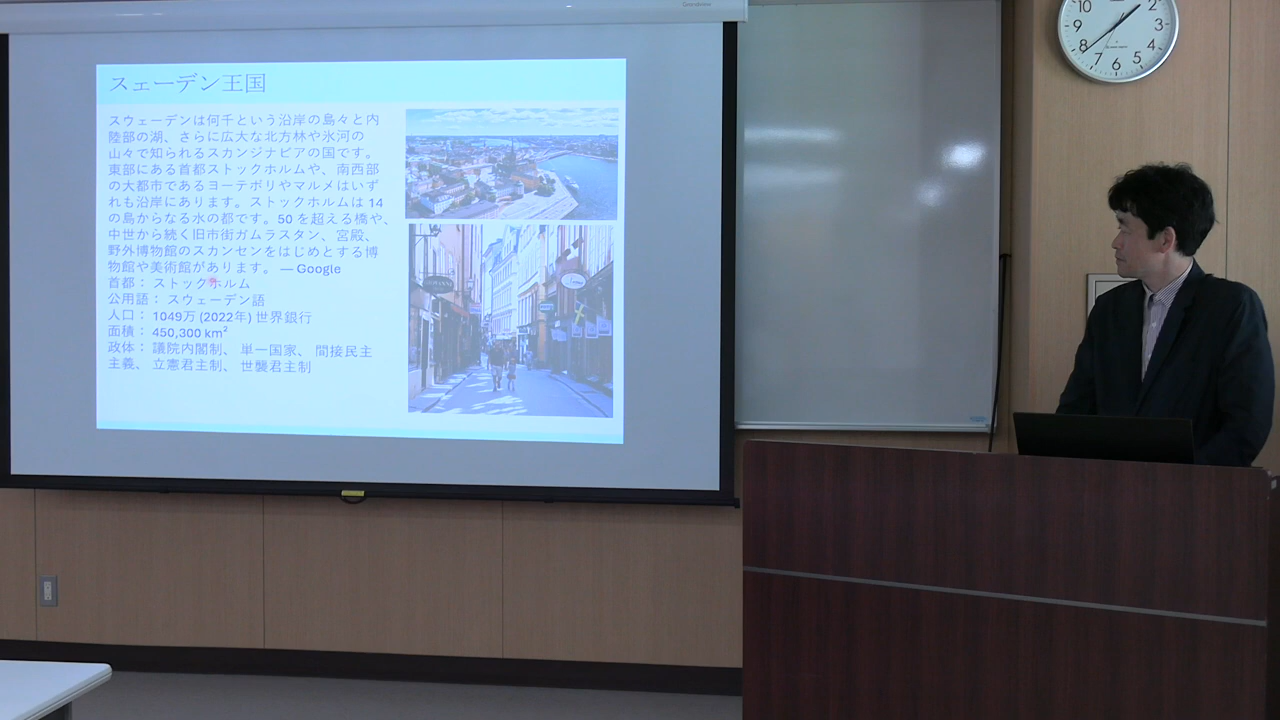 スェーデン王国
スウェーデンは何千という沿岸の島々と内
陸部の湖、さらに広大な北方林や氷河の
山々で知られるスカンジナビアの国です。
東部にある首都ストックホルムや、南西部
の大都市であるヨーテボリやマルメはいず
れも沿岸にあります。ストックホルムは 14
の島からなる水の都です。50 を超える橋や、
中世から続く旧市街ガムラスタン、宮殿、
野外博物館のスカンセンをはじめとする博
物館や美術館があります。 ― Google
首都： ストックホルム
公用語： スウェーデン語
人口： 1049万 (2022年) 世界銀行
面積： 450,300 km²
政体： 議院内閣制、 単一国家、 間接民主
主義、 立憲君主制、 世襲君主制
10 2 3 4 5 6 7 8 9